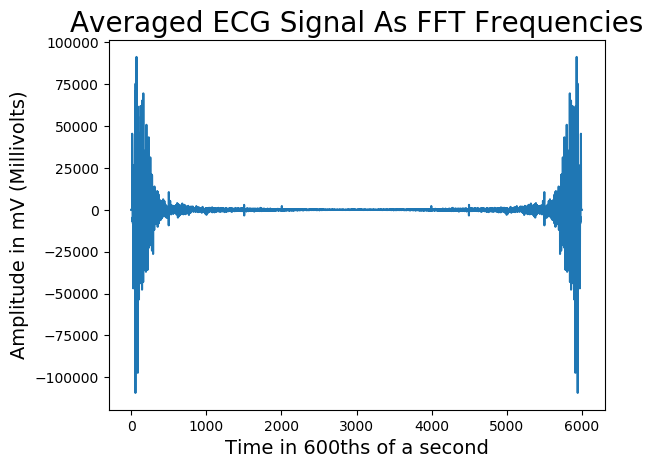 Averaged ECG Signal As FFT Frequencies
Amplitude in mV (Millivolts)
100000
75000
50000
25000
0
−25000
−50000
−75000
−100000
0 1000 2000 3000 4000 5000 6000
Time in 600ths of a second